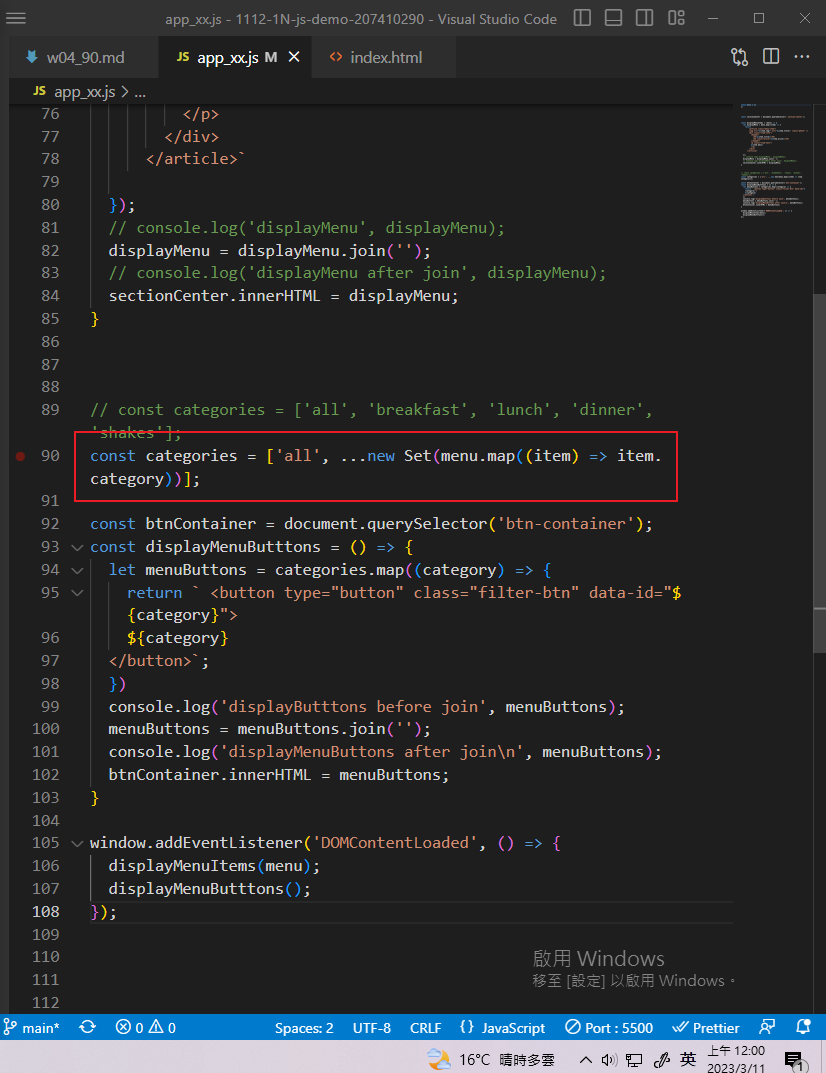 app_xx.js - 1112-1N-js-demo-207410290 - Visual Studio Code
w04_90.md
JS app_xx.js M
<> index.html
JS app_xx.js > ...
76 </p>
77 </div>
78 </article>`
79
80 });
81 // console.log('displayMenu', displayMenu);
82 displayMenu = displayMenu.join('');
83 // console.log('displayMenu after join', displayMenu);
84 sectionCenter.innerHTML = displayMenu;
85 }
86
87
88
89 // const categories = ['all', 'breakfast', 'lunch', 'dinner',
'shakes'];
90 const categories = ['all', ...new Set(menu.map((item) => item.
category))];
91
92 const btnContainer = document.querySelector('btn-container');
93 const displayMenuButttons = () => {
94 let menuButtons = categories.map((category) => {
95 return ` <button type="button" class="filter-btn" data-id="$
{category}">
96 ${category}
97 </button>`;
98 })
99 console.log('displayButttons before join', menuButtons);
100 menuButtons = menuButtons.join('');
101 console.log('displayMenuButtons after join\n', menuButtons);
102 btnContainer.innerHTML = menuButtons;
103 }
104
105 window.addEventListener('DOMContentLoaded', () => {
106 displayMenuItems(menu);
107 displayMenuButttons();
108 });
109
110
111
112
啟用 Windows
移至 [設定] 以啟用 Windows。
main* 0 0 Spaces: 2 UTF-8 CRLF {} JavaScript Port : 5500 Prettier
16°C 晴時多雲 英 上午 12:00
2023/3/11 1